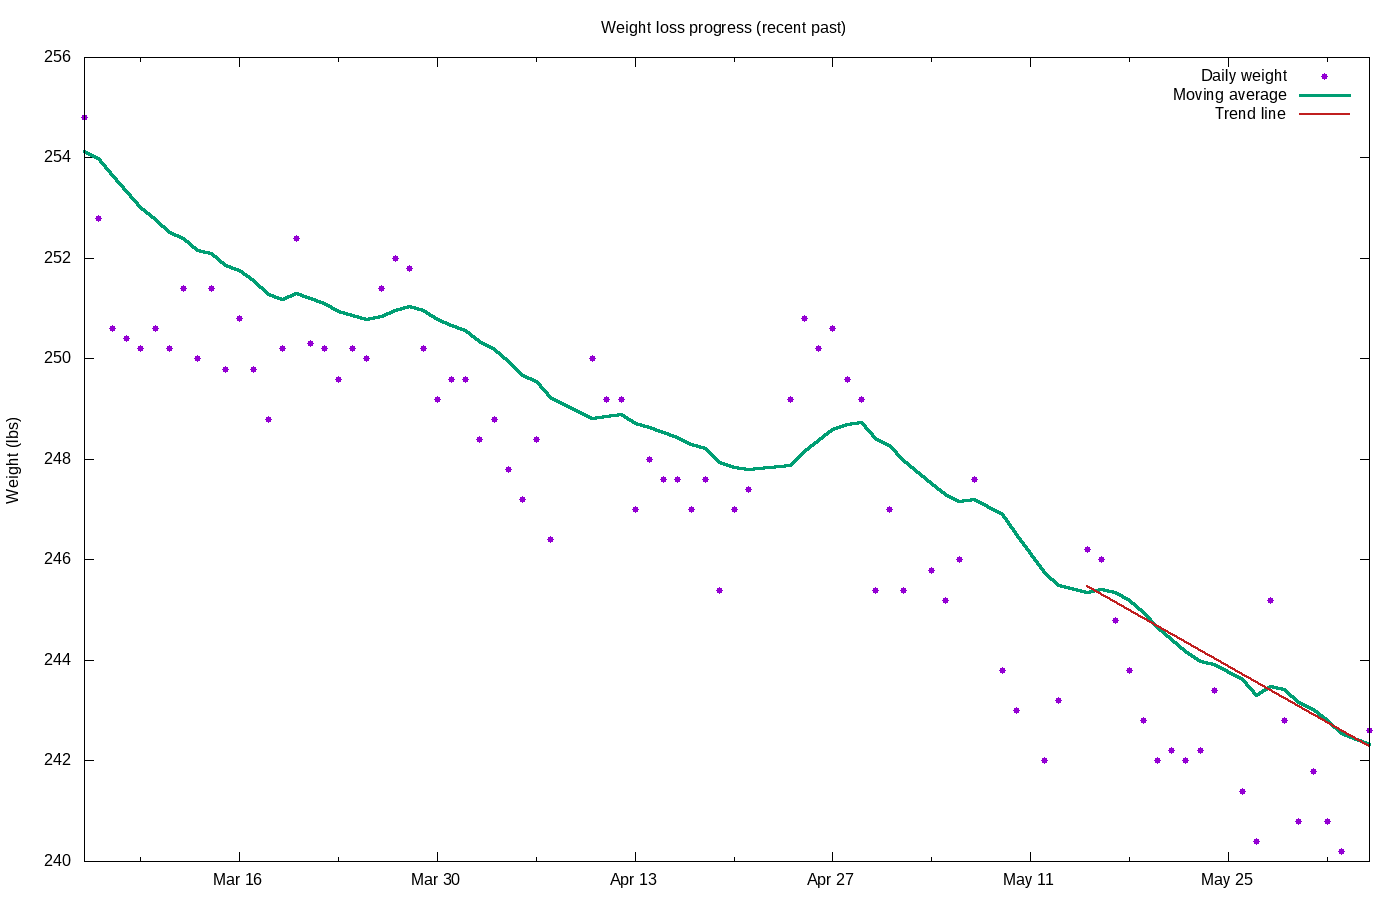 Weight loss progress (recent past)
256
254
252
250
248
246
244
242
240
Weight (lbs)
Daily weight
Moving average
Trend line
Mar 16
Mar 30
Apr 13
Apr 27
May 11
May 25